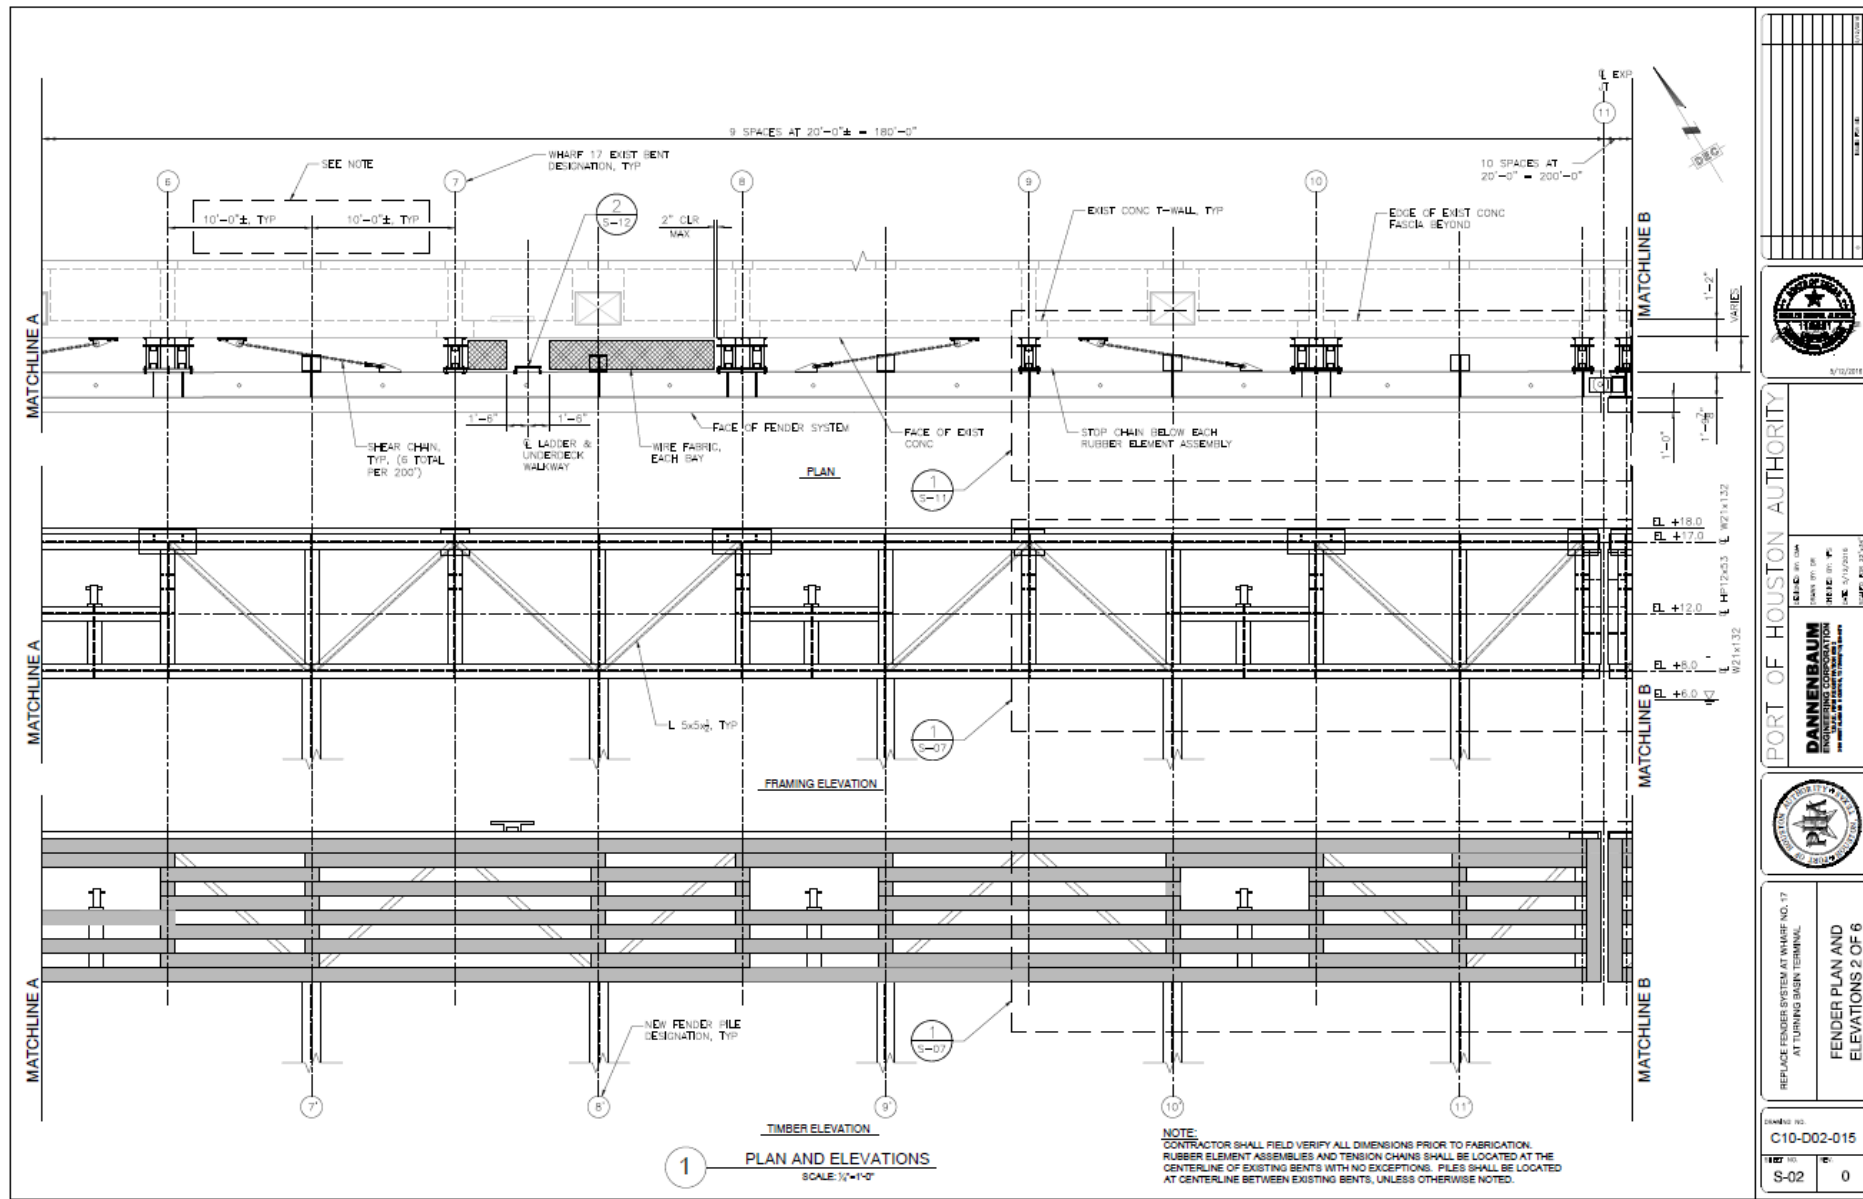 ℄ EXP
JT
11
9 SPACES AT 20'-0"± = 180'-0"
SEE NOTE
WHARF 17 EXIST BENT
DESIGNATION, TYP
10 SPACES AT
20'-0" = 200'-0"
DEC
6
7
8
9
10
10'-0"±, TYP
10'-0"±, TYP
2
S-12
2" CLR
MAX
EXIST CONC T-WALL, TYP
EDGE OF EXIST CONC
FASCIA BEYOND
MATCHLINE A
MATCHLINE B
1'-2"
VARIES
1'-6"
1'-6"
SHEAR CHAIN,
TYP, (6 TOTAL
PER 200')
℄ LADDER &
UNDERDECK
WALKWAY
WIRE FABRIC,
EACH BAY
FACE OF FENDER SYSTEM
FACE OF EXIST
CONC
STOP CHAIN BELOW EACH
RUBBER ELEMENT ASSEMBLY
1'-0"
PLAN
1
S-11
EL +18.0
EL +17.0
℄ W21x132
℄ HP12x53
EL +12.0
EL +8.0
℄ W21x132
EL +6.0
MATCHLINE A
MATCHLINE B
1
S-07
FRAMING ELEVATION
NEW FENDER PILE
DESIGNATION, TYP
1
S-07
MATCHLINE A
MATCHLINE B
7'
8'
9'
10'
11'
TIMBER ELEVATION
1
PLAN AND ELEVATIONS
SCALE: ¼"=1'-0"
NOTE:
CONTRACTOR SHALL FIELD VERIFY ALL DIMENSIONS PRIOR TO FABRICATION.
RUBBER ELEMENT ASSEMBLIES AND TENSION CHAINS SHALL BE LOCATED AT THE
CENTERLINE OF EXISTING BENTS WITH NO EXCEPTIONS. PILES SHALL BE LOCATED
AT CENTERLINE BETWEEN EXISTING BENTS, UNLESS OTHERWISE NOTED.
5/12/2016
PORT OF HOUSTON AUTHORITY
DANNENBAUM
ENGINEERING CORPORATION
PHA
REPLACE FENDER SYSTEM AT WHARF NO. 17
AT TURNING BASIN TERMINAL
FENDER PLAN AND
ELEVATIONS 2 OF 6
DRAWING NO.
C10-D02-015
SHEET NO.
REV
S-02
0